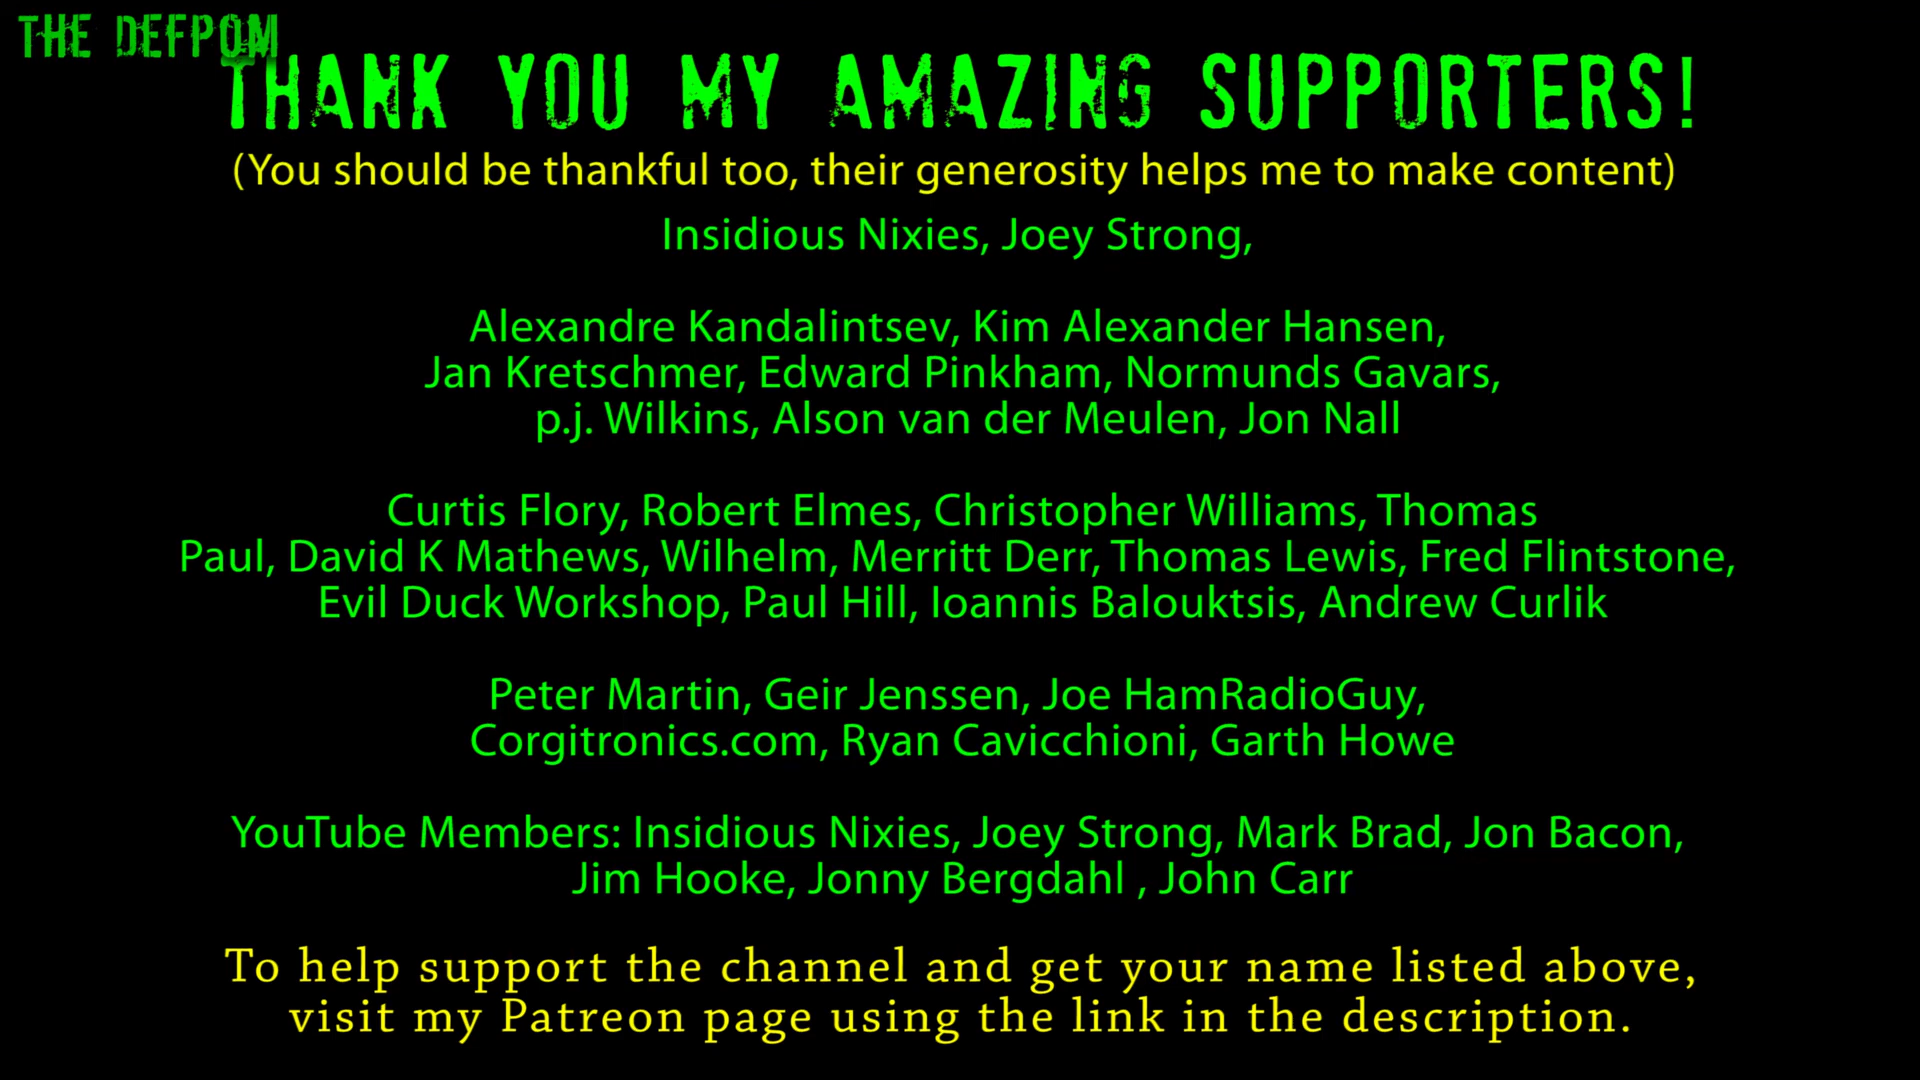 THE DEFPOM
THANK YOU MY AMAZING SUPPORTERS!
(You should be thankful too, their generosity helps me to make content)
Insidious Nixies, Joey Strong,
Alexandre Kandalintsev, Kim Alexander Hansen,
Jan Kretschmer, Edward Pinkham, Normunds Gavars,
p.j. Wilkins, Alson van der Meulen, Jon Nall
Curtis Flory, Robert Elmes, Christopher Williams, Thomas
Paul, David K Mathews, Wilhelm, Merritt Derr, Thomas Lewis, Fred Flintstone,
Evil Duck Workshop, Paul Hill, Ioannis Balouktsis, Andrew Curlik
Peter Martin, Geir Jenssen, Joe HamRadioGuy,
Corgitronics.com, Ryan Cavicchioni, Garth Howe
YouTube Members: Insidious Nixies, Joey Strong, Mark Brad, Jon Bacon,
Jim Hooke, Jonny Bergdahl , John Carr
To help support the channel and get your name listed above,
visit my Patreon page using the link in the description.